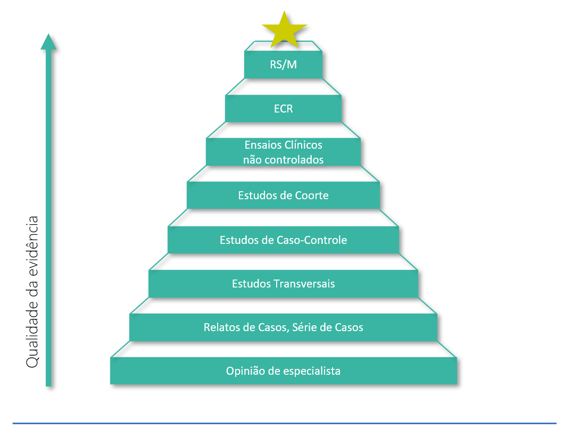 RS/M
ECR
Ensaios Clínicos
não controlados
Estudos de Coorte
Estudos de Caso-Controle
Estudos Transversais
Relatos de Casos, Série de Casos
Opinião de especialista
Qualidade da evidência